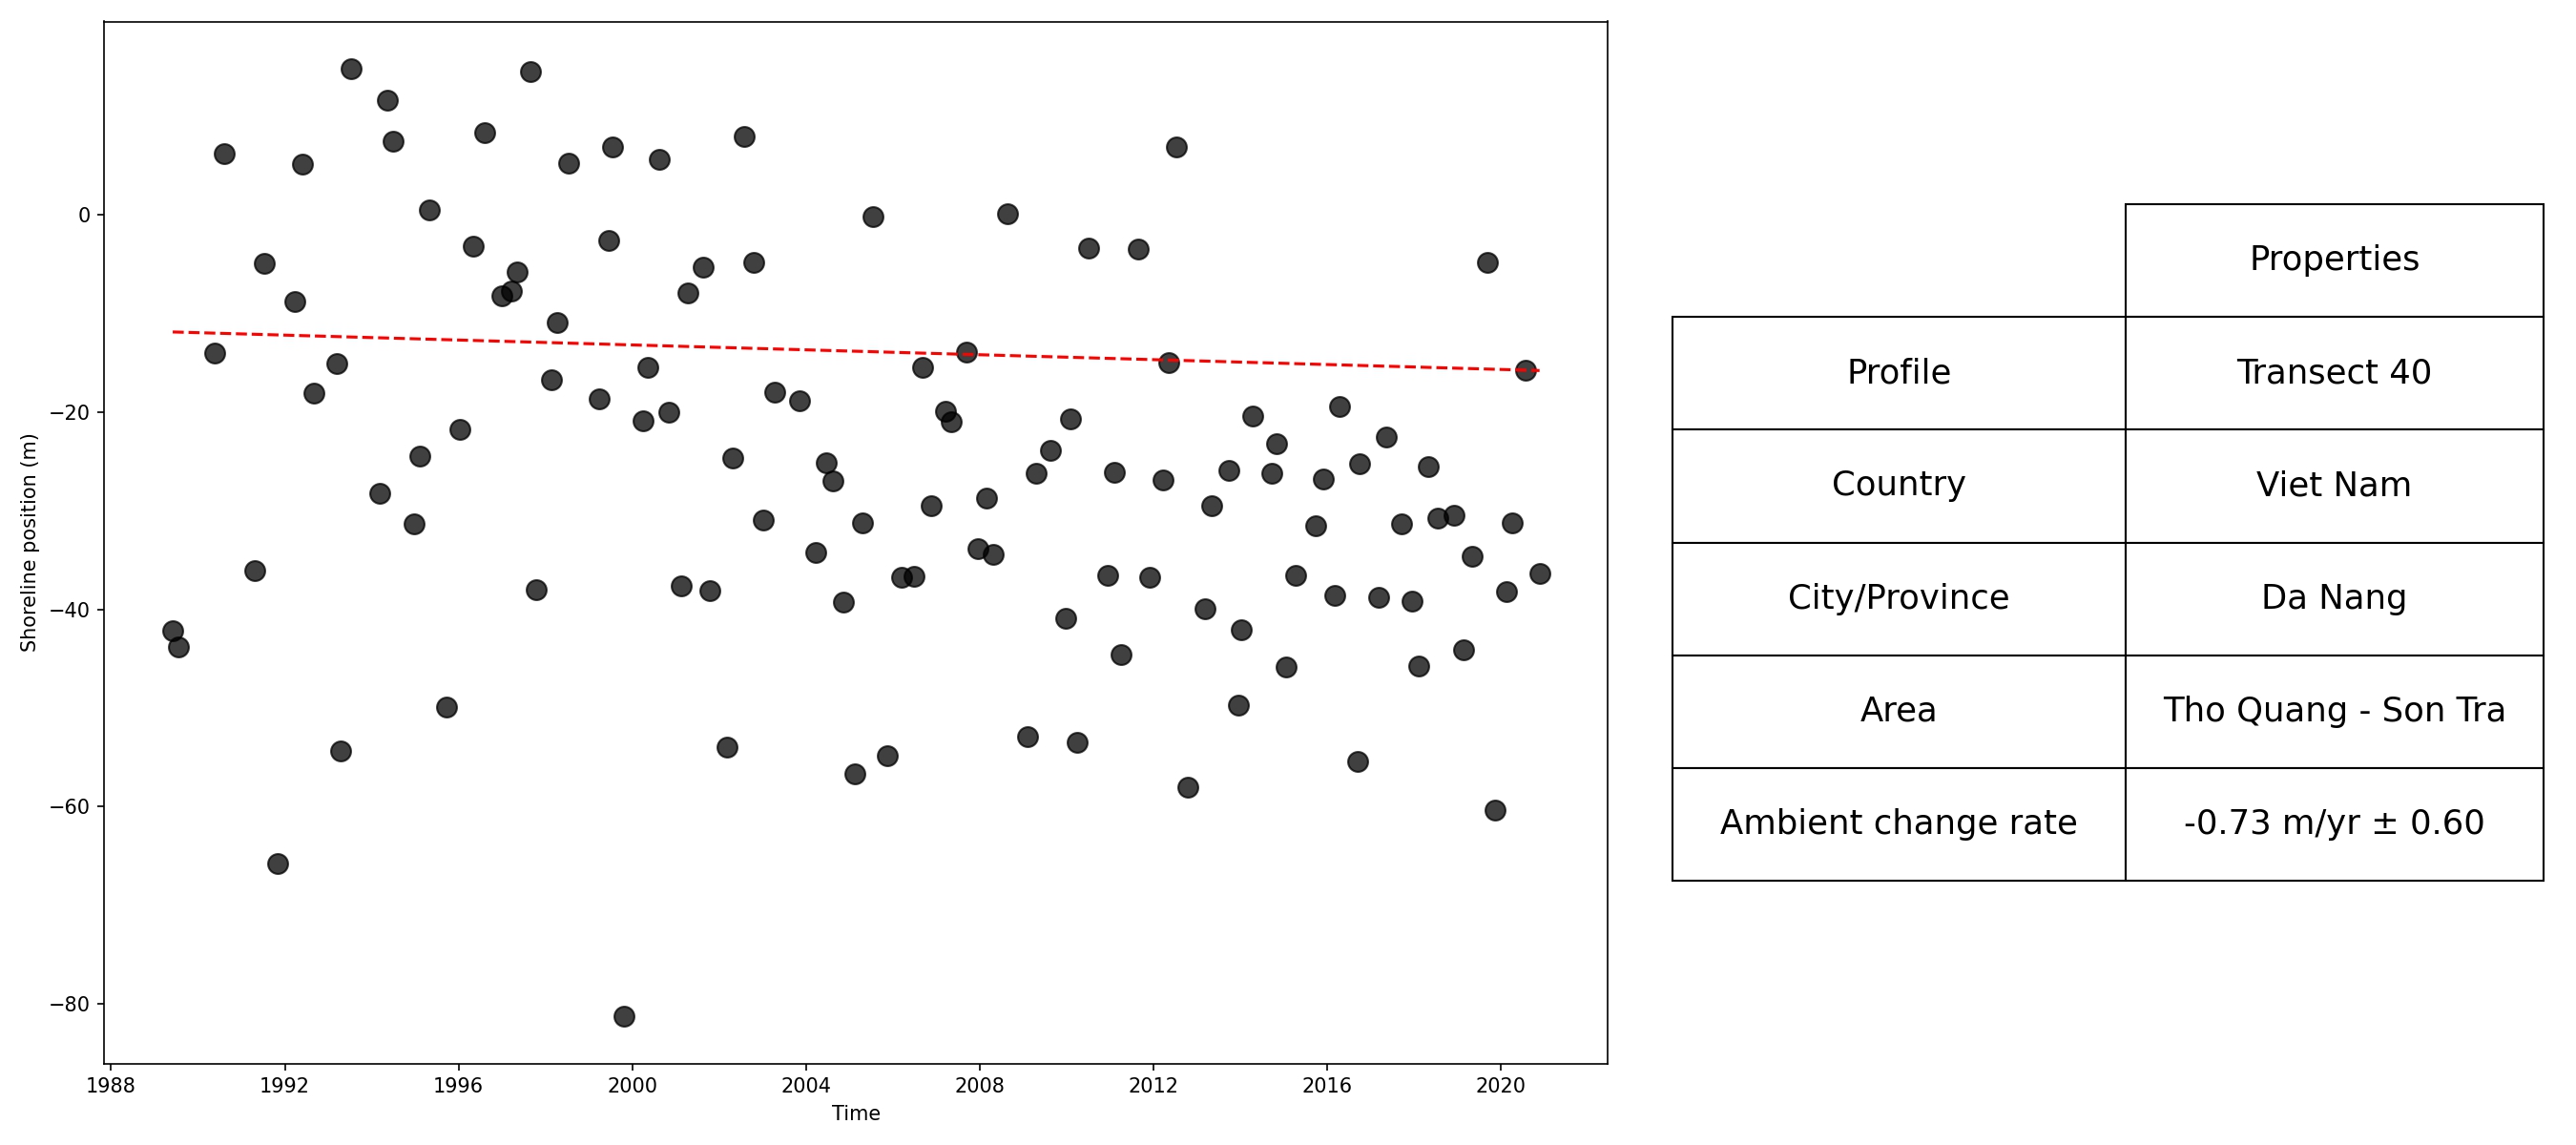 0
−20
−40
−60
−80
Shoreline position (m)
1988 1992 1996 2000 2004 2008 2012 2016 2020
Time
Properties
Profile Transect 40
Country Viet Nam
City/Province Da Nang
Area Tho Quang - Son Tra
Ambient change rate -0.73 m/yr ± 0.60